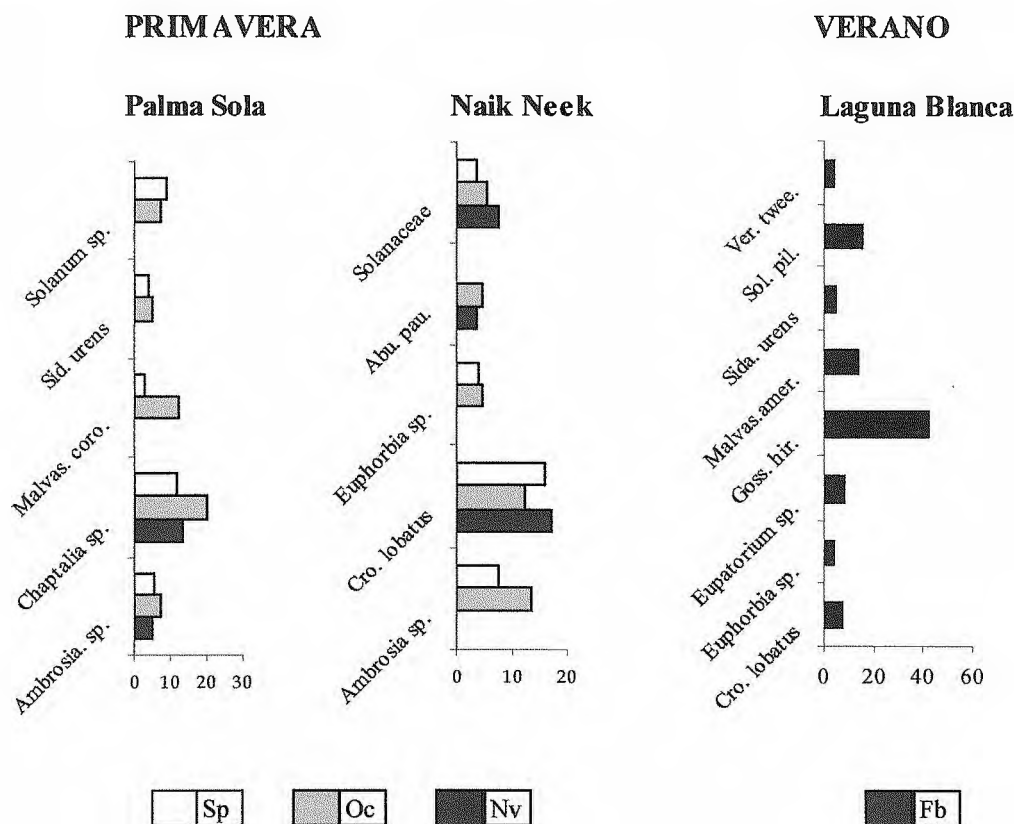 PRIMAVERA
VERANO
Palma Sola
Naik Neek
Laguna Blanca
Solanum sp.
Sid. urens
Malvas. coro.
Chaptalia sp.
Ambrosia. sp.
0 10 20 30
Solanaceae
Abu. pau.
Euphorbia sp.
Cro. lobatus
Ambrosia sp.
0 10 20
Ver. twee.
Sol. pil.
Sida. urens
Malvas.amer.
Goss. hir.
Eupatorium sp.
Euphorbia sp.
Cro. lobatus
0 20 40 60
Sp
Oc
Nv
Fb